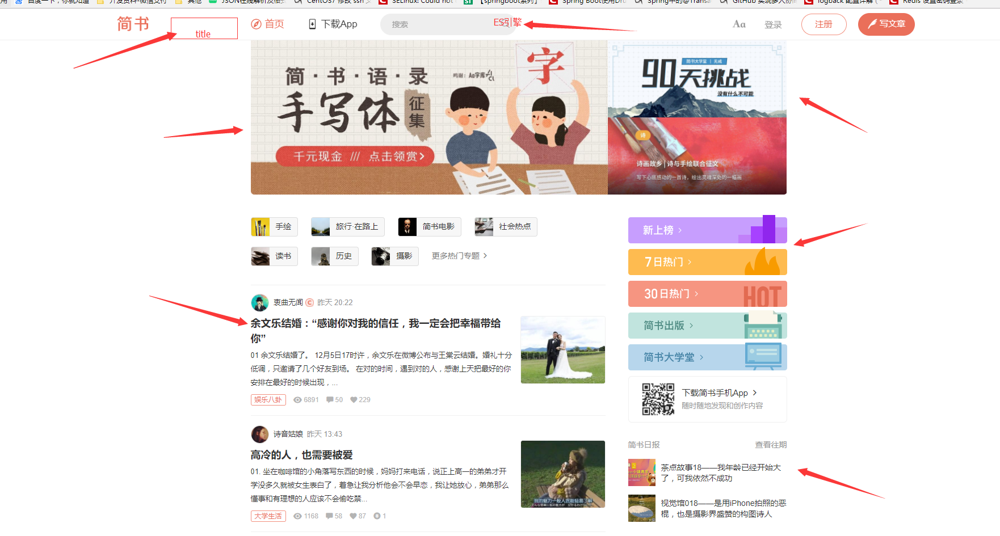 用 百度一下，你就知道 开发资料-微信支付 其他 JSON在线解析及格式 CentOS7 修改 ssh 文 SELinux: Could not 【springboot系列】 Spring Boot使用Dru Spring中的@Transa GitHub 实现多人协同 logback 配置详解 ( Redis 设置密码登录
简书
title
首页
下载App
搜索
ES引擎
Aa
登录
注册
写文章
简·书·语·录
鸣谢：Aa字库
手写体
征集
字
千元现金 /// 点击领赏>
简书大学堂 | 无戒
90天挑战
没有什么不可能
诗
诗画故乡 | 诗与手绘联合征文
写下心底感动的一首诗，绘出灵魂深处的一幅画
手绘
旅行·在路上
简书电影
社会热点
读书
历史
摄影
更多热门专题 >
新上榜 >
7日热门 >
30日热门 >
HOT
简书出版 >
简书大学堂 >
下载简书手机App >
随时随地发现和创作内容
衷曲无闻 C 昨天 20:22
余文乐结婚：“感谢你对我的信任，我一定会把幸福带给
你”
01 余文乐结婚了。 12月5日17时许，余文乐在微博公布与王棠云结婚。婚礼十分
低调，只邀请了几个好友到场。 在对的时间，遇到对的人，感谢上天把最好的你
安排在最好的时候出现，...
娱乐八卦 6891 50 229
诗音姑娘 昨天 13:43
高冷的人，也需要被爱
01. 坐在咖啡馆的小角落写东西的时候，妈妈打来电话，说正上高一的弟弟才开
学没多久就被女生表白了，着急让我分析他会不会早恋，我让她放心，弟弟那么
懂事和有理想的人应该不会偷吃禁...
大学生活 1168 58 87 1
我的魅力一般人岂能轻易了解
简书日报
查看往期
茶点故事18——我年龄已经开始大
了，可我依然不成功
视觉馆018——是用iPhone拍照的恶
棍，也是摄影界盛赞的构图诗人